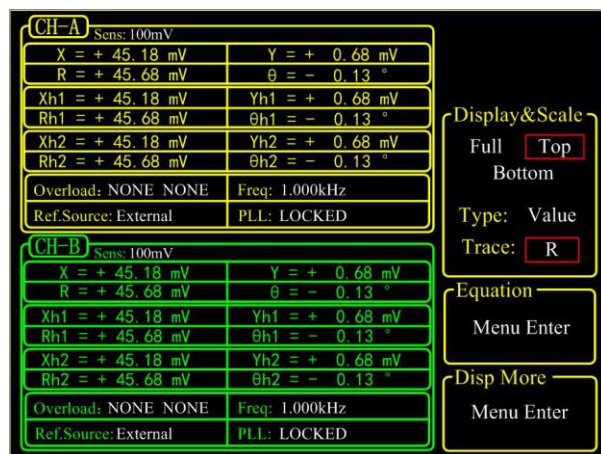 CH-A Sens: 100mV
X = + 45.18 mV Y = + 0.68 mV
R = + 45.68 mV θ = - 0.13 °
Xh1 = + 45.18 mV Yh1 = + 0.68 mV
Rh1 = + 45.68 mV θh1 = - 0.13 °
Xh2 = + 45.18 mV Yh2 = + 0.68 mV
Rh2 = + 45.68 mV θh2 = - 0.13 °
Overload: NONE NONE Freq: 1.000kHz
Ref.Source: External PLL: LOCKED
CH-B Sens: 100mV
X = + 45.18 mV Y = + 0.68 mV
R = + 45.68 mV θ = - 0.13 °
Xh1 = + 45.18 mV Yh1 = + 0.68 mV
Rh1 = + 45.68 mV θh1 = - 0.13 °
Xh2 = + 45.18 mV Yh2 = + 0.68 mV
Rh2 = + 45.68 mV θh2 = - 0.13 °
Overload: NONE NONE Freq: 1.000kHz
Ref.Source: External PLL: LOCKED
Display&Scale
Full Top
Bottom
Type: Value
Trace: R
Equation
Menu Enter
Disp More
Menu Enter